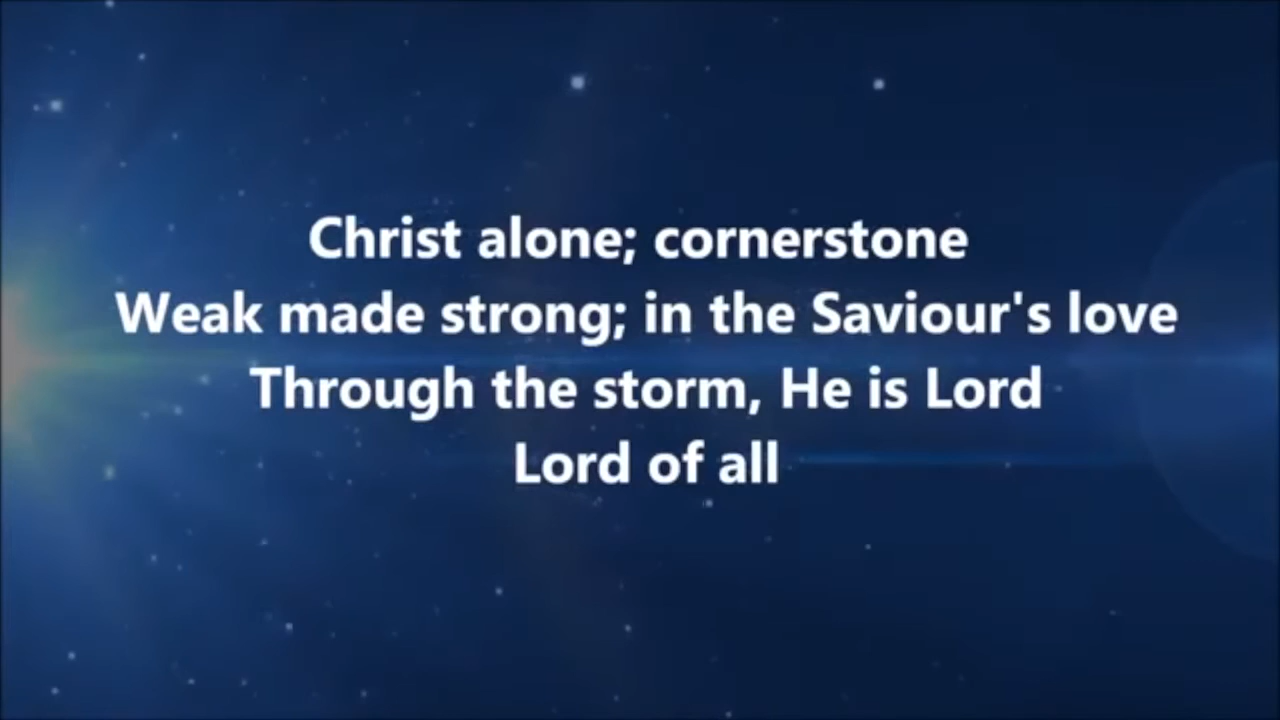 Christ alone; cornerstone
Weak made strong; in the Saviour's love
Through the storm, He is Lord
Lord of all